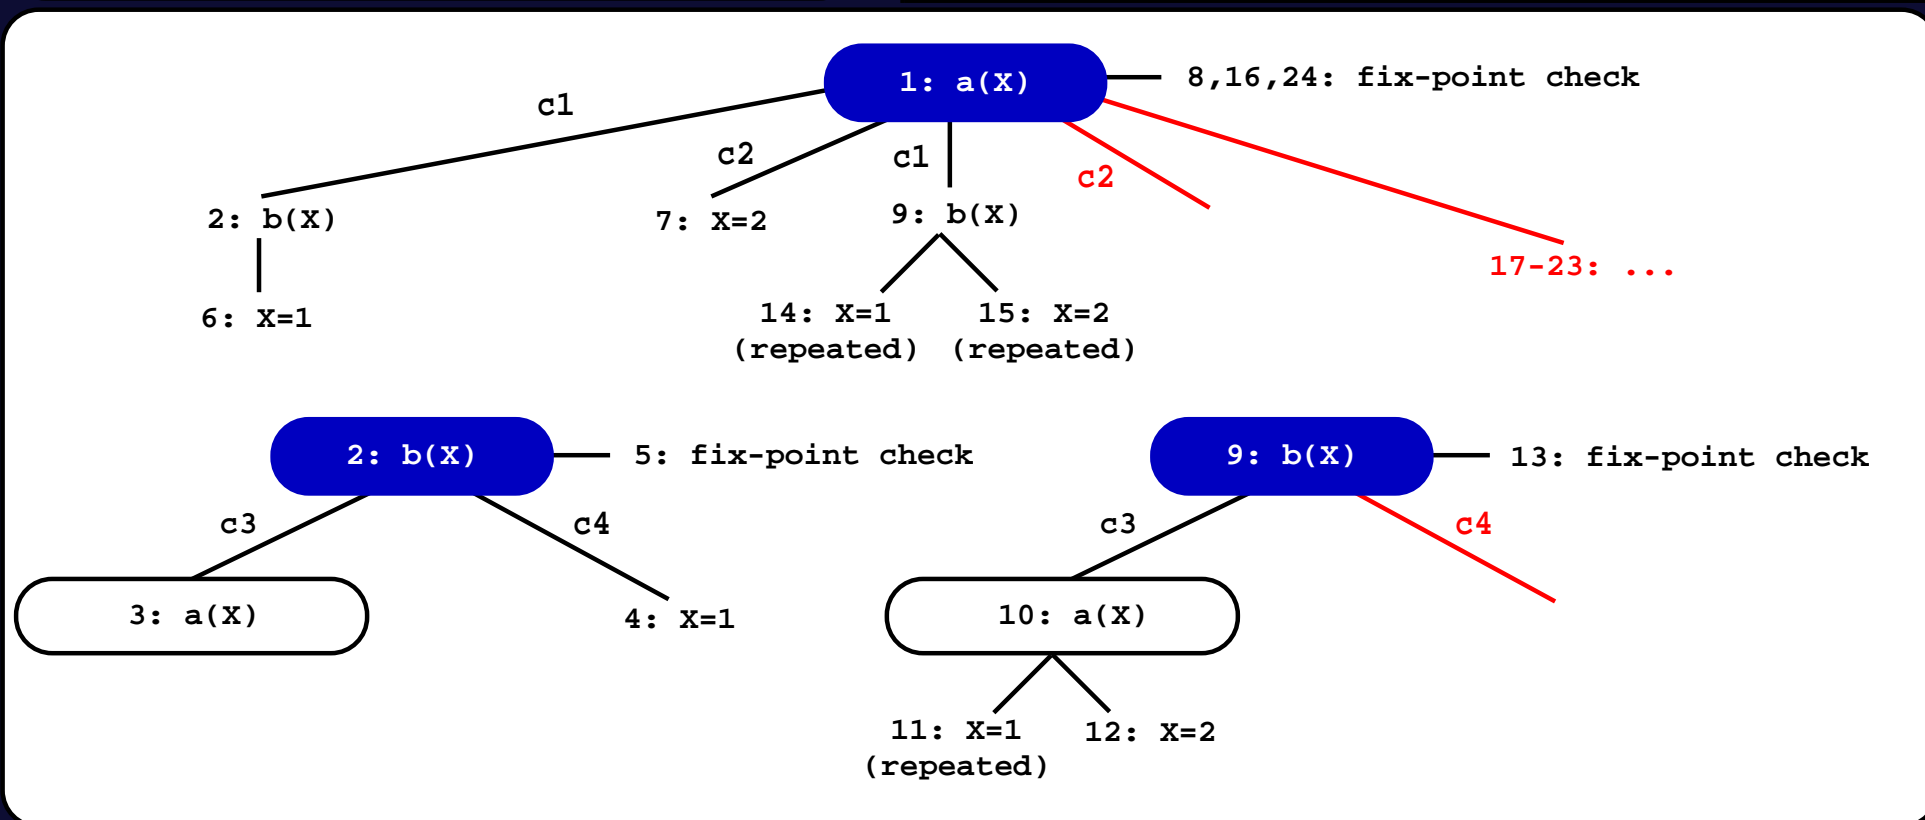 1: a(X)
8,16,24: fix-point check
c1
c2
c1
c2
2: b(X)
7: X=2
9: b(X)
17-23: ...
6: X=1
14: X=1
(repeated)
15: X=2
(repeated)
2: b(X)
5: fix-point check
9: b(X)
13: fix-point check
c3
c4
c3
c4
3: a(X)
4: X=1
10: a(X)
11: X=1
(repeated)
12: X=2